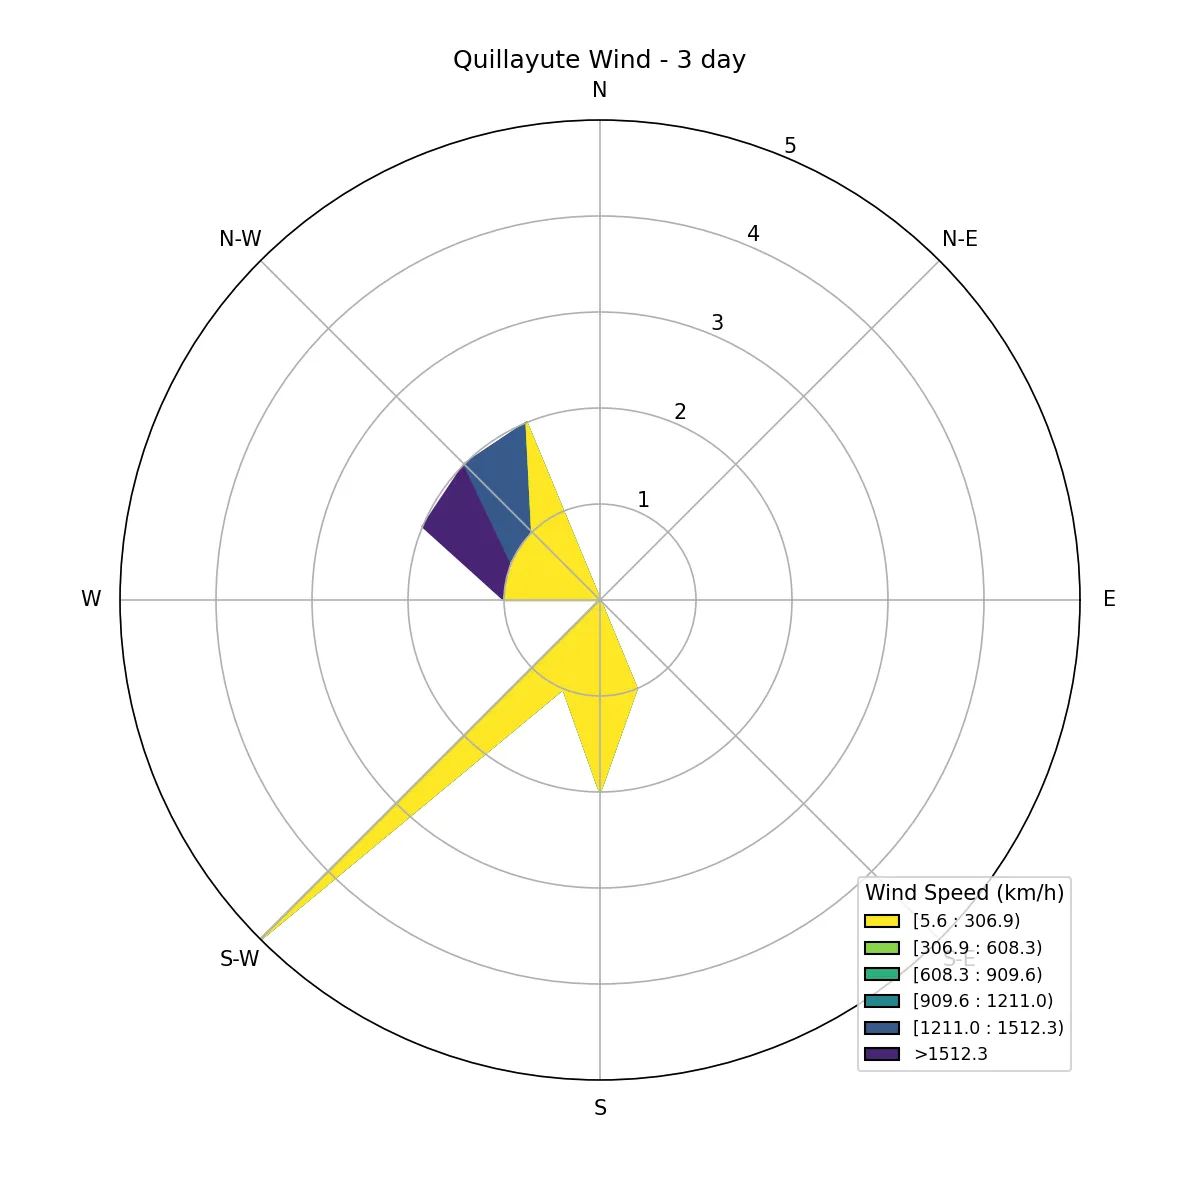 Quillayute Wind - 3 day
N
5
4
N-W
N-E
3
2
1
W
E
S-W
S-E
S
Wind Speed (km/h)
[5.6 : 306.9)
[306.9 : 608.3)
[608.3 : 909.6)
[909.6 : 1211.0)
[1211.0 : 1512.3)
>1512.3